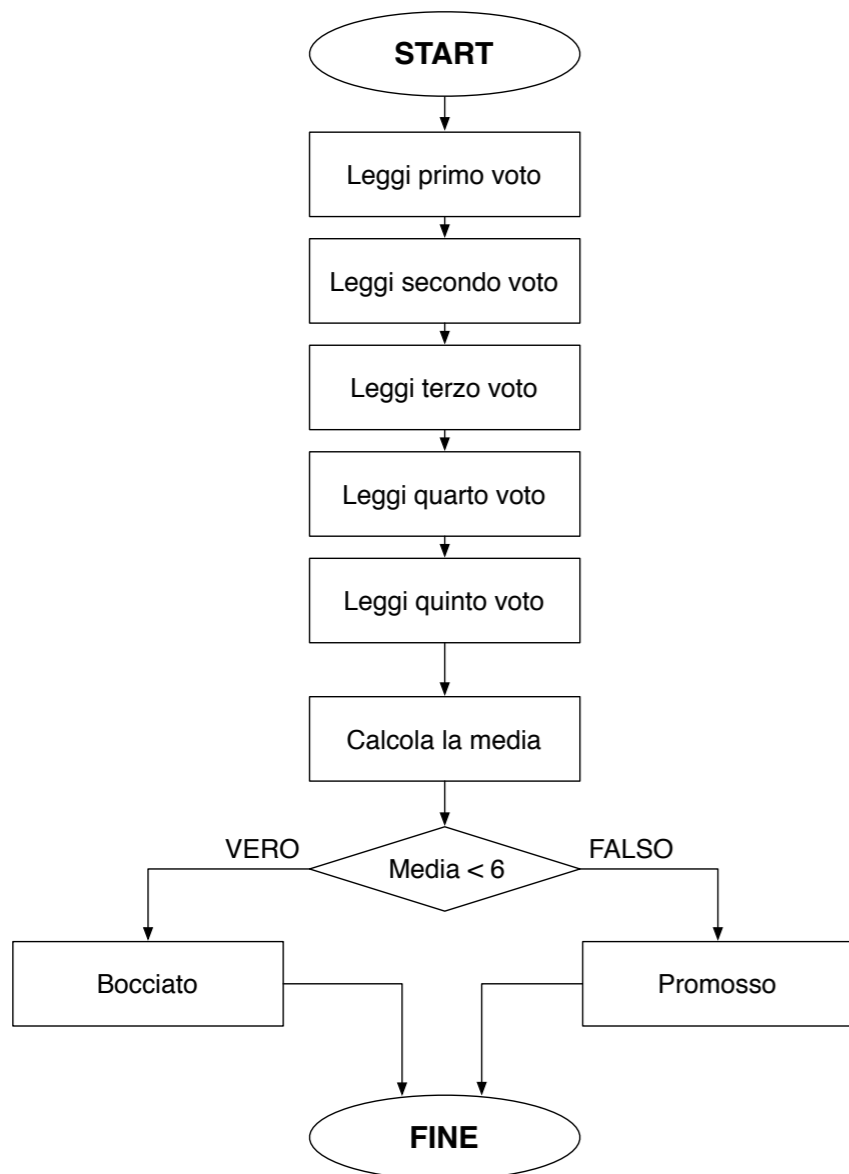 START
Leggi primo voto
Leggi secondo voto
Leggi terzo voto
Leggi quarto voto
Leggi quinto voto
Calcola la media
VERO
Media < 6
FALSO
Bocciato
Promosso
FINE